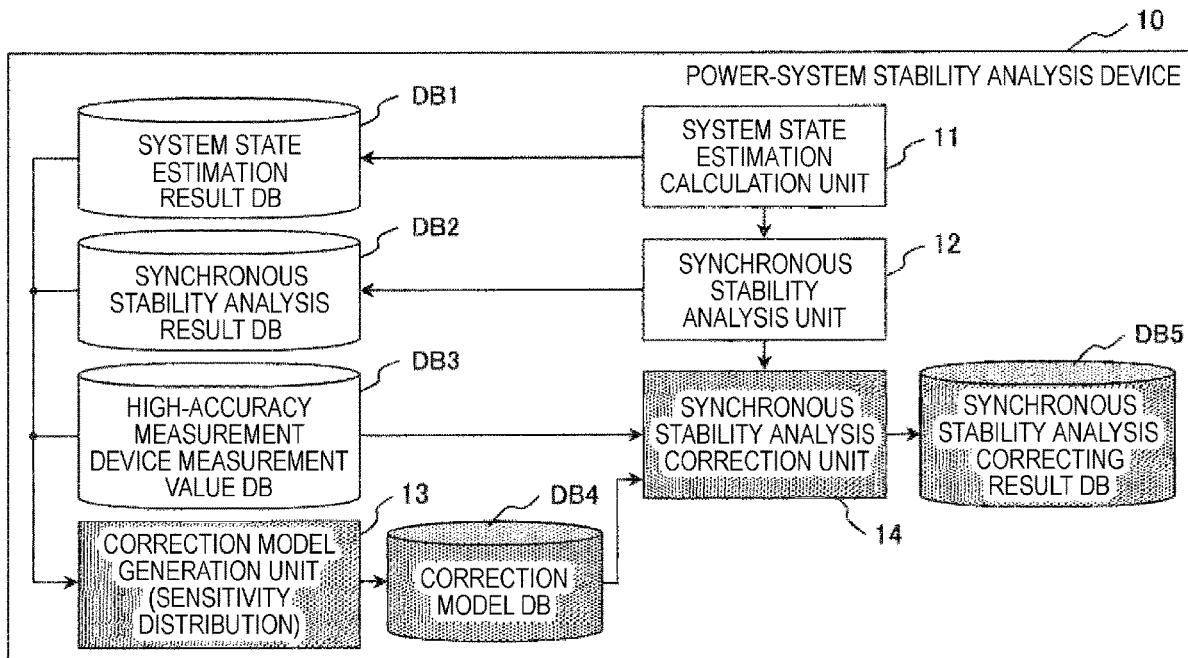 10
POWER-SYSTEM STABILITY ANALYSIS DEVICE
DB1
SYSTEM STATE
ESTIMATION
RESULT DB
SYSTEM STATE
ESTIMATION
CALCULATION UNIT
11
DB2
SYNCHRONOUS
STABILITY ANALYSIS
RESULT DB
SYNCHRONOUS
STABILITY
ANALYSIS UNIT
12
DB3
HIGH-ACCURACY
MEASUREMENT
DEVICE MEASUREMENT
VALUE DB
SYNCHRONOUS
STABILITY ANALYSIS
CORRECTION UNIT
14
DB5
SYNCHRONOUS
STABILITY ANALYSIS
CORRECTING
RESULT DB
13
CORRECTION MODEL
GENERATION UNIT
(SENSITIVITY
DISTRIBUTION)
DB4
CORRECTION
MODEL DB